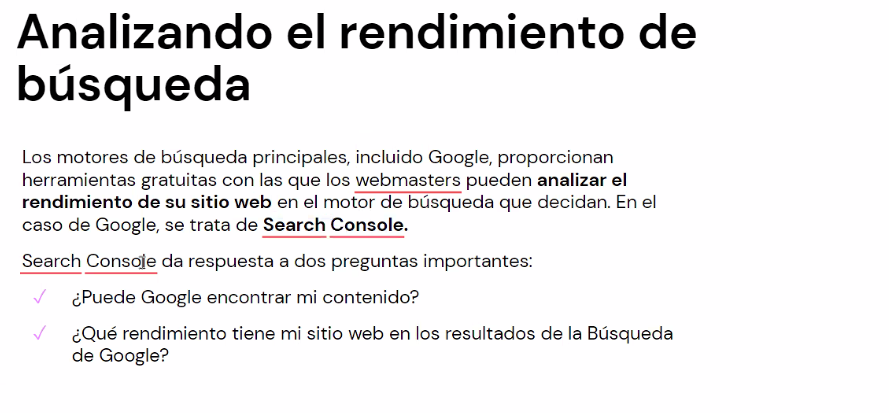 Analizando el rendimiento de
búsqueda
Los motores de búsqueda principales, incluido Google, proporcionan
herramientas gratuitas con las que los webmasters pueden analizar el
rendimiento de su sitio web en el motor de búsqueda que decidan. En el
caso de Google, se trata de Search Console.
Search Console da respuesta a dos preguntas importantes:
✓ ¿Puede Google encontrar mi contenido?
✓ ¿Qué rendimiento tiene mi sitio web en los resultados de la Búsqueda
de Google?